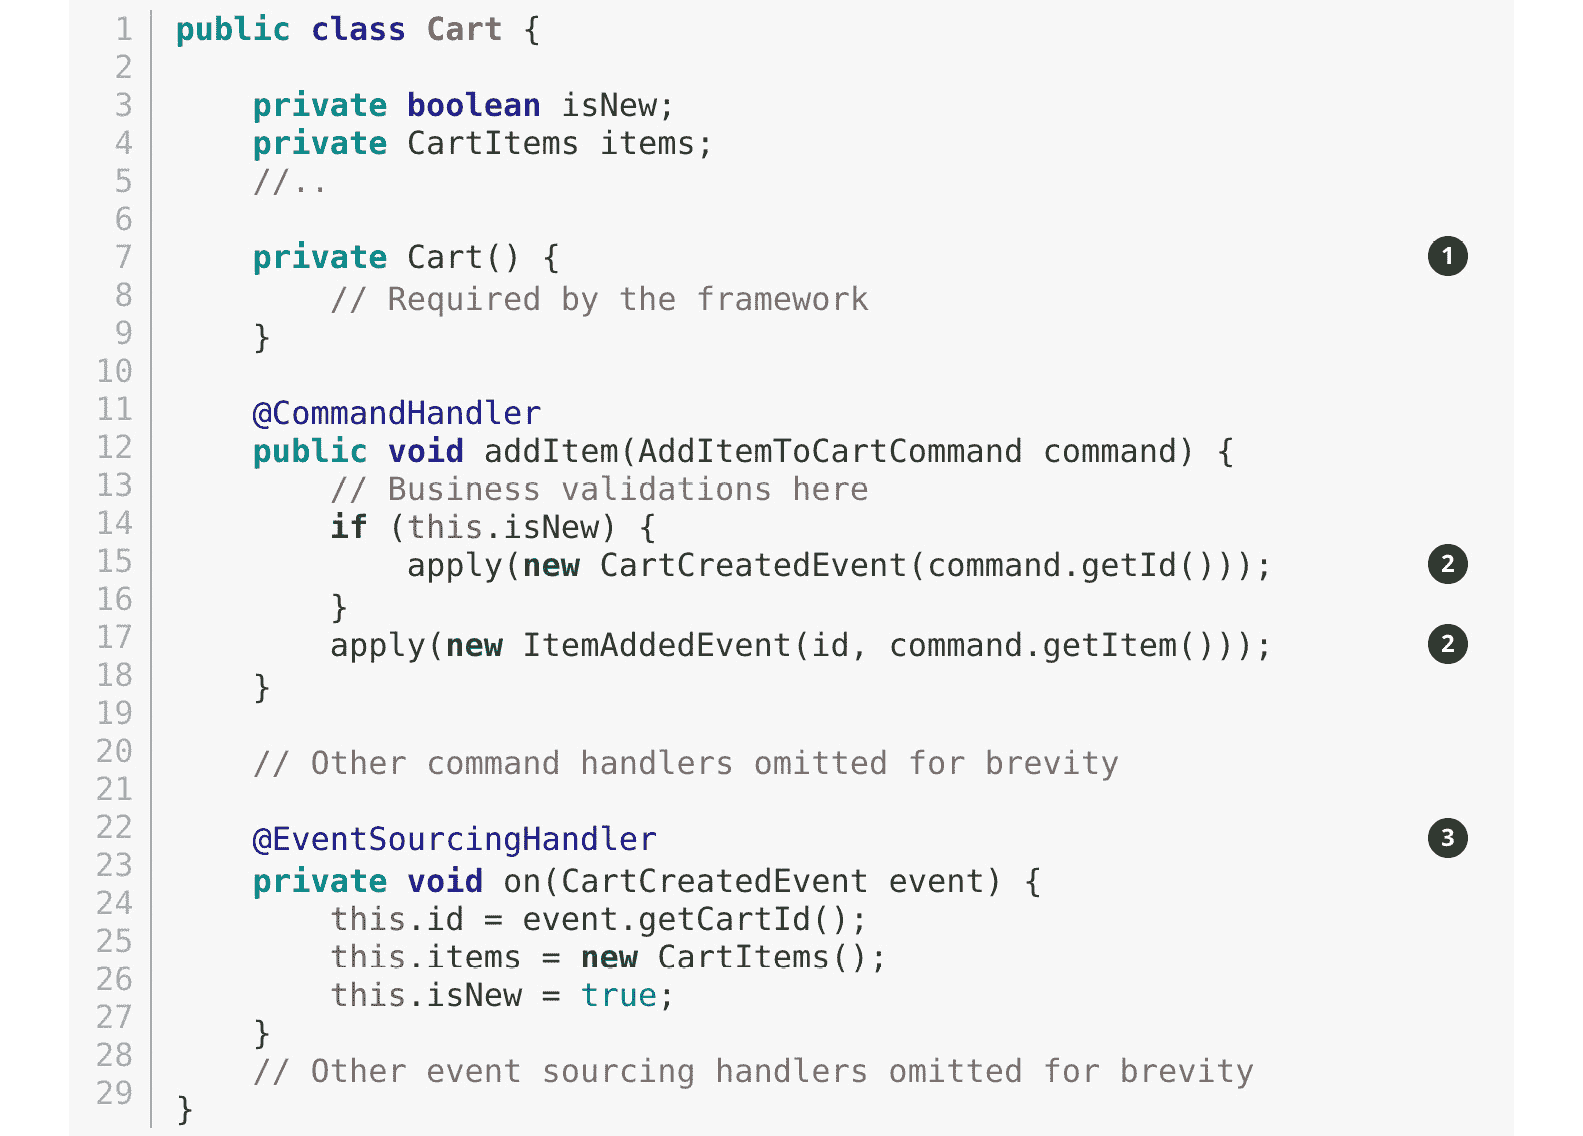 1 public class Cart {
2
3     private boolean isNew;
4     private CartItems items;
5     //..
6
7     private Cart() { 1
8         // Required by the framework
9     }
10
11     @CommandHandler
12     public void addItem(AddItemToCartCommand command) {
13         // Business validations here
14         if (this.isNew) {
15             apply(new CartCreatedEvent(command.getId())); 2
16         }
17         apply(new ItemAddedEvent(id, command.getItem())); 2
18     }
19
20     // Other command handlers omitted for brevity
21
22     @EventSourcingHandler 3
23     private void on(CartCreatedEvent event) {
24         this.id = event.getCartId();
25         this.items = new CartItems();
26         this.isNew = true;
27     }
28     // Other event sourcing handlers omitted for brevity
29 }